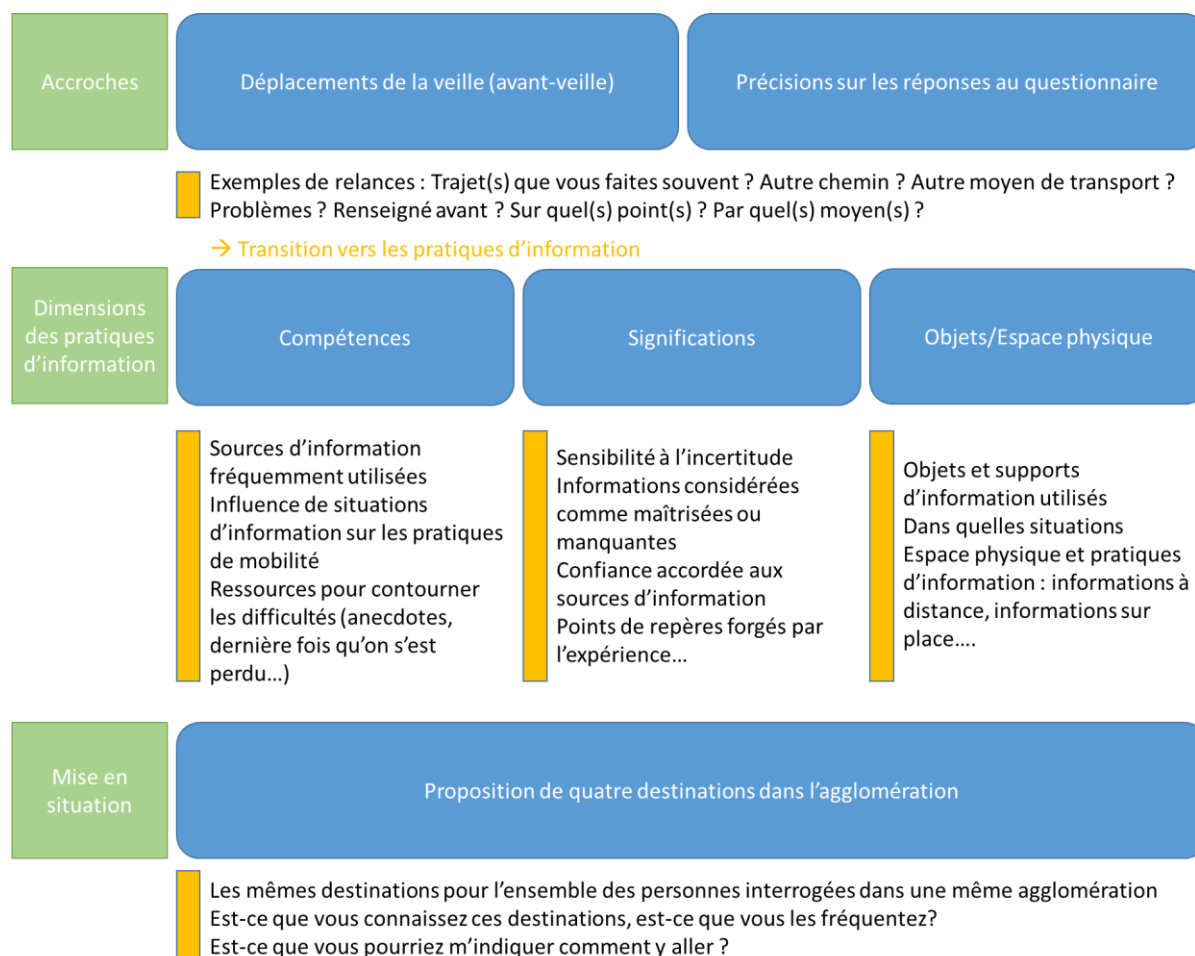 Accroches
Déplacements de la veille (avant-veille)
Précisions sur les réponses au questionnaire
Exemples de relances : Trajet(s) que vous faites souvent ? Autre chemin ? Autre moyen de transport ?
Problèmes ? Renseigné avant ? Sur quel(s) point(s) ? Par quel(s) moyen(s) ?
→ Transition vers les pratiques d’information
Dimensions
des pratiques
d’information
Compétences
Significations
Objets/Espace physique
Sources d’information
fréquemment utilisées
Influence de situations
d’information sur les pratiques
de mobilité
Ressources pour contourner
les difficultés (anecdotes,
dernière fois qu’on s’est
perdu…)
Sensibilité à l’incertitude
Informations considérées
comme maîtrisées ou
manquantes
Confiance accordée aux
sources d’information
Points de repères forgés par
l’expérience…
Objets et supports
d’information utilisés
Dans quelles situations
Espace physique et pratiques
d’information : informations à
distance, informations sur
place….
Mise en
situation
Proposition de quatre destinations dans l’agglomération
Les mêmes destinations pour l’ensemble des personnes interrogées dans une même agglomération
Est-ce que vous connaissez ces destinations, est-ce que vous les fréquentez?
Est-ce que vous pourriez m’indiquer comment y aller ?